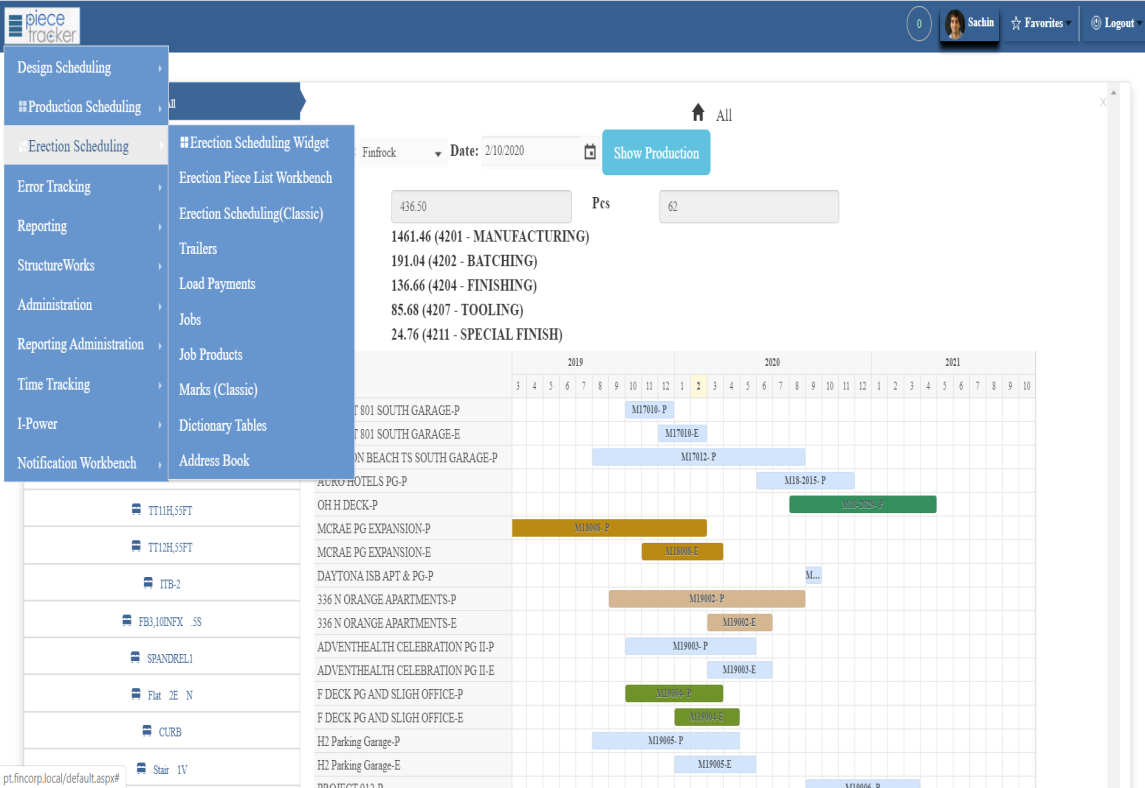 piece
tracker
0
Sachin
Favorites
Logout
Design Scheduling
Production Scheduling
Erection Scheduling
Error Tracking
Reporting
StructureWorks
Administration
Reporting Administration
Time Tracking
I-Power
Notification Workbench
Erection Scheduling Widget
Erection Piece List Workbench
Erection Scheduling(Classic)
Trailers
Load Payments
Jobs
Job Products
Marks (Classic)
Dictionary Tables
Address Book
All
X
Finfrock Date: 2/10/2020 Show Production
436.50 Pcs 62
1461.46 (4201 - MANUFACTURING)
191.04 (4202 - BATCHING)
136.66 (4204 - FINISHING)
85.68 (4207 - TOOLING)
24.76 (4211 - SPECIAL FINISH)
2019 2020 2021
3 4 5 6 7 8 9 10 11 12 1 2 3 4 5 6 7 8 9 10 11 12 1 2 3 4 5 6 7 8 9 10
801 SOUTH GARAGE-P M17010- P
801 SOUTH GARAGE-E M17010-E
BEACH TS SOUTH GARAGE-P M17012- P
AURO HOTELS PG-P M18-2015- P
OH H DECK-P
MCRAE PG EXPANSION-P M18008- P
MCRAE PG EXPANSION-E M18008-E
DAYTONA ISB APT & PG-P M...
336 N ORANGE APARTMENTS-P M19002- P
336 N ORANGE APARTMENTS-E M19002-E
ADVENTHEALTH CELEBRATION PG II-P M19003- P
ADVENTHEALTH CELEBRATION PG II-E M19003-E
F DECK PG AND SLIGH OFFICE-P M19004- P
F DECK PG AND SLIGH OFFICE-E M19004-E
H2 Parking Garage-P M19005- P
H2 Parking Garage-E M19005-E
PROJECT 912-P M19006- P
TT11H,55FT
TT12H,55FT
ITB-2
FB3,10INFX .5S
SPANDREL1
Flat 2E N
CURB
Stair 1V
pt.fincorp.local/default.aspx#